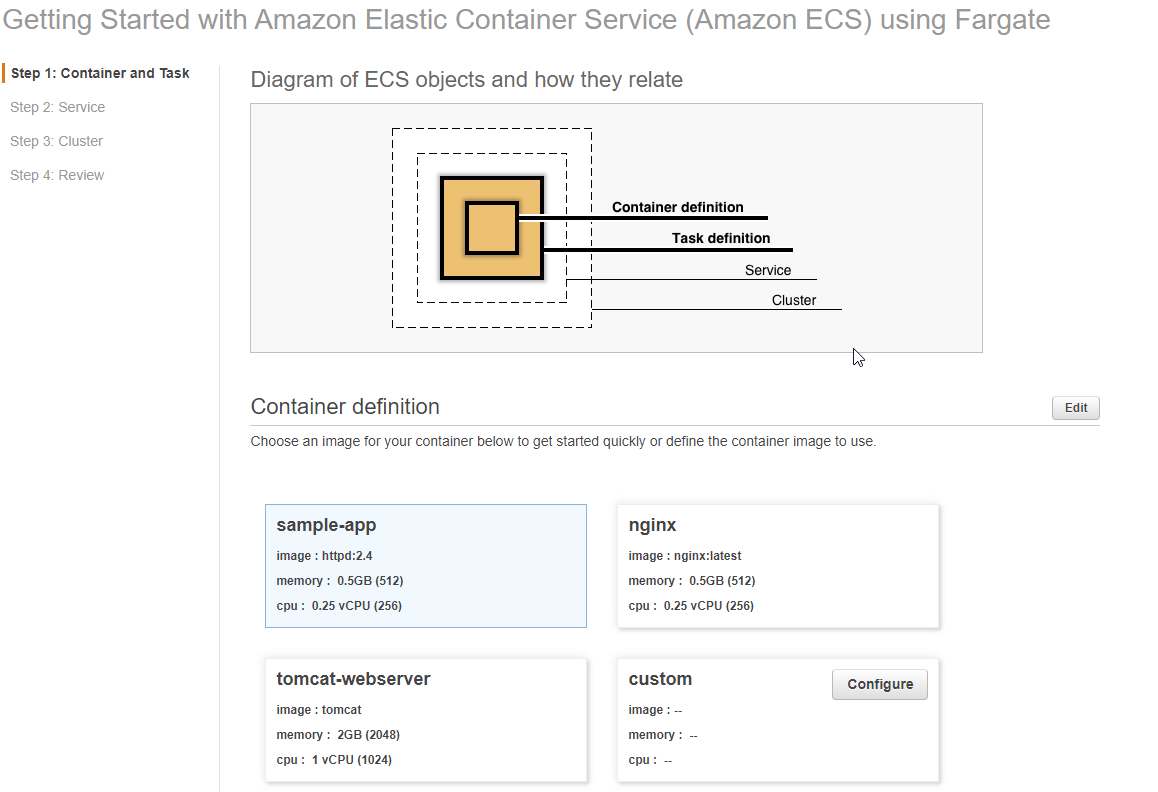 Getting Started with Amazon Elastic Container Service (Amazon ECS) using Fargate
Step 1: Container and Task
Step 2: Service
Step 3: Cluster
Step 4: Review
Diagram of ECS objects and how they relate
Container definition
Task definition
Service
Cluster
Container definition
Edit
Choose an image for your container below to get started quickly or define the container image to use.
sample-app
image : httpd:2.4
memory : 0.5GB (512)
cpu : 0.25 vCPU (256)
nginx
image : nginx:latest
memory : 0.5GB (512)
cpu : 0.25 vCPU (256)
tomcat-webserver
image : tomcat
memory : 2GB (2048)
cpu : 1 vCPU (1024)
custom
Configure
image : --
memory : --
cpu : --